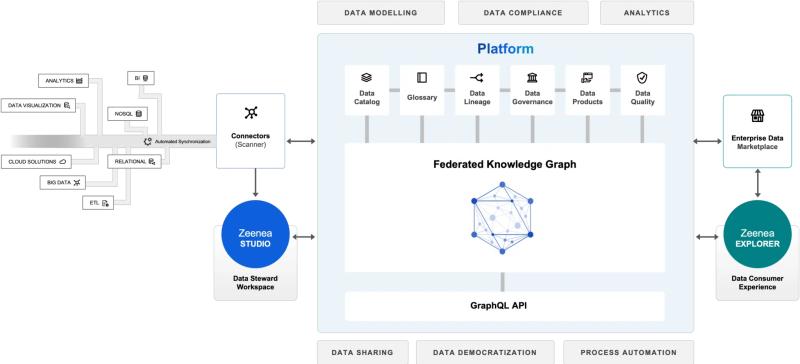 DATA MODELLING
DATA COMPLIANCE
ANALYTICS
Platform
Data
Catalog
Glossary
Data
Lineage
Data
Governance
Data
Products
Data
Quality
Federated Knowledge Graph
GraphQL API
ANALYTICS
BI
DATA VISUALIZATION
NOSQL
Automated Synchronization
CLOUD SOLUTIONS
RELATIONAL
BIG DATA
ETL
Connectors
(Scanner)
Zeenea
STUDIO
Data Steward
Workspace
Enterprise Data
Marketplace
Zeenea
EXPLORER
Data Consumer
Experience
DATA SHARING
DATA DEMOCRATIZATION
PROCESS AUTOMATION